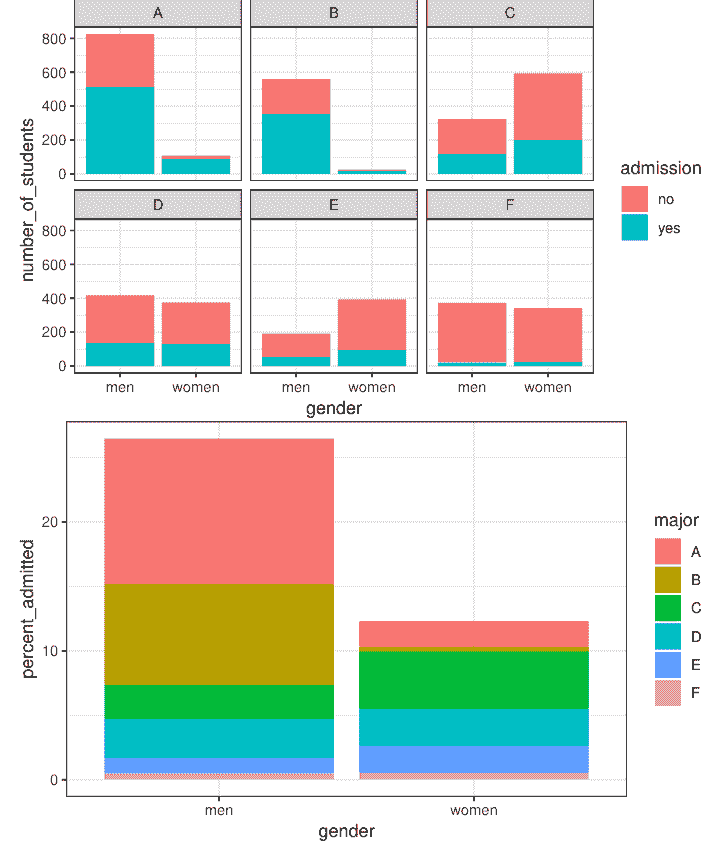 A B C
800
600
400
200
0
number_of_students
admission
no
yes
D E F
800
600
400
200
0
men women men women men women
gender
20
10
0
percent_admitted
men women
gender
major
A
B
C
D
E
F